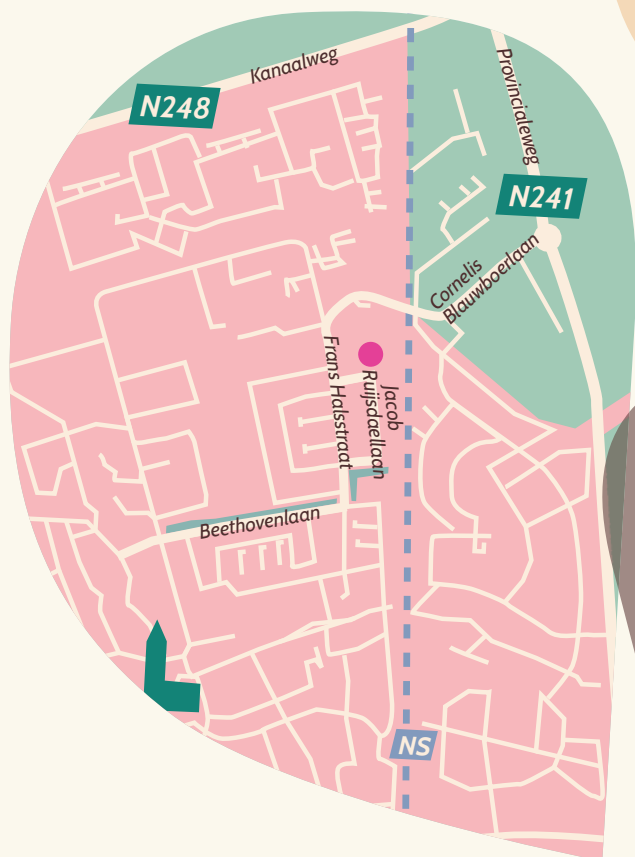 Kanaalweg
N248
Provincialeweg
N241
Cornelis
Blauwboerlaan
Frans Halsstraat
Jacob
Ruijsdaellaan
Beethovenlaan
NS